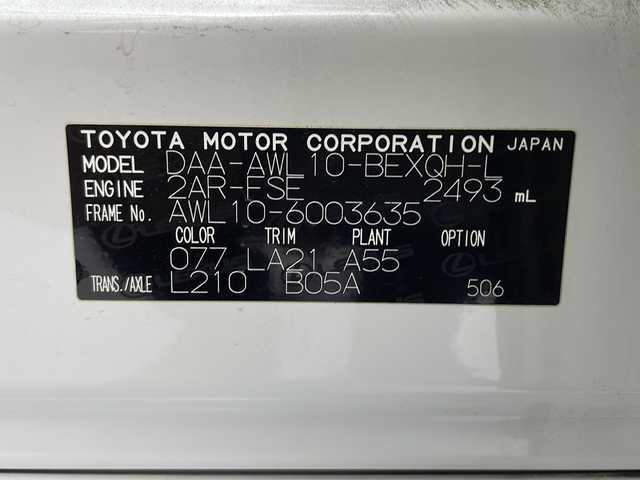 TOYOTA MOTOR CORPORATION JAPAN
MODEL DAA-AWL10-BEXQH-L
ENGINE 2AR-FSE 2493 mL
FRAME No. AWL10-6003635
COLOR TRIM PLANT OPTION
077 LA21 A55
TRANS./AXLE L210 B05A 506